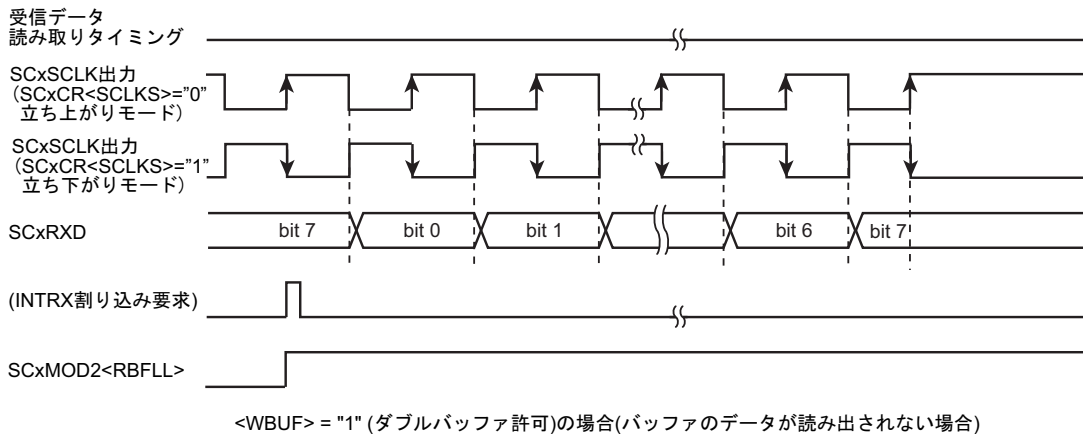 受信データ
読み取りタイミング
SCxSCLK出力
(SCxCR<SCLKS>="0"
立ち上がりモード)
SCxSCLK出力
(SCxCR<SCLKS>="1"
立ち下がりモード)
SCxRXD
bit 7 bit 0 bit 1 bit 6 bit 7
(INTRX割り込み要求)
SCxMOD2<RBFLL>
<WBUF> = "1" (ダブルバッファ許可)の場合(バッファのデータが読み出されない場合)